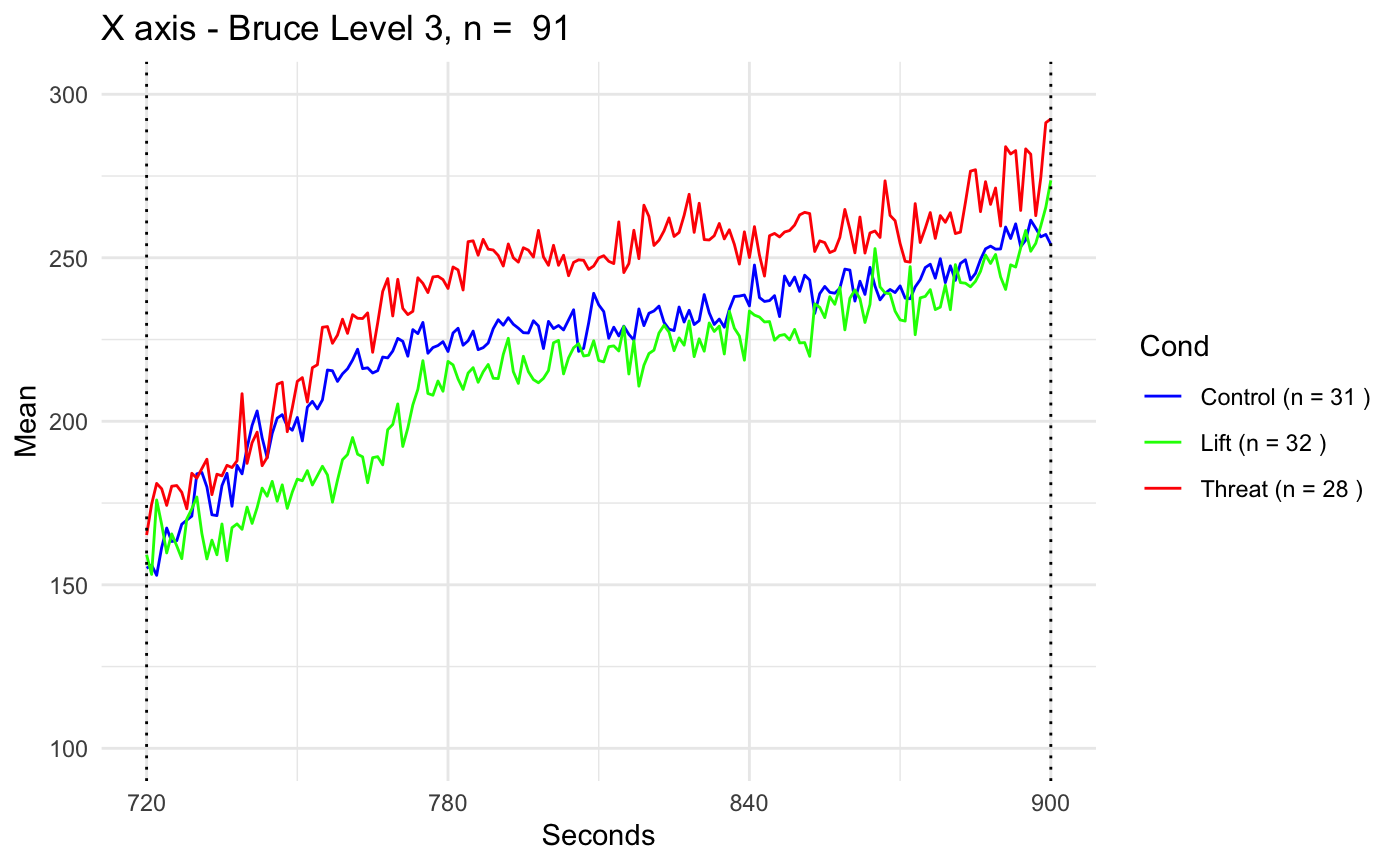 X axis - Bruce Level 3, n =  91
Mean
300
250
200
150
100
720
780
840
900
Seconds
Cond
Control (n = 31 )
Lift (n = 32 )
Threat (n = 28 )